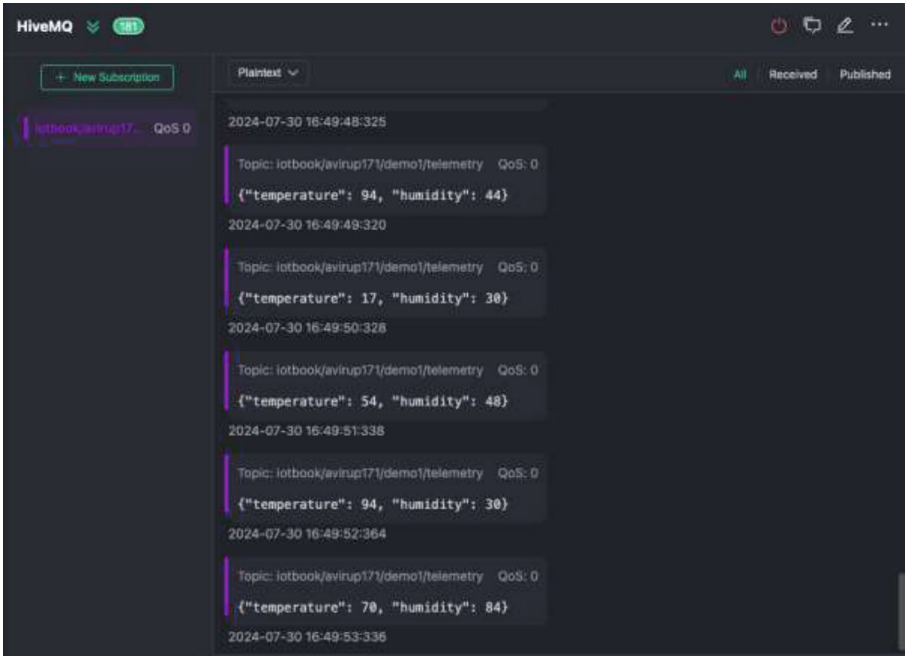 HiveMQ 181
+ New Subscription
Plaintext
All Received Published
iotbook/avirup17... QoS 0
2024-07-30 16:49:48:325
Topic: iotbook/avirup171/demo1/telemetry QoS: 0
{"temperature": 94, "humidity": 44}
2024-07-30 16:49:49:320
Topic: iotbook/avirup171/demo1/telemetry QoS: 0
{"temperature": 17, "humidity": 30}
2024-07-30 16:49:50:328
Topic: iotbook/avirup171/demo1/telemetry QoS: 0
{"temperature": 54, "humidity": 48}
2024-07-30 16:49:51:338
Topic: iotbook/avirup171/demo1/telemetry QoS: 0
{"temperature": 94, "humidity": 30}
2024-07-30 16:49:52:364
Topic: iotbook/avirup171/demo1/telemetry QoS: 0
{"temperature": 70, "humidity": 84}
2024-07-30 16:49:53:336